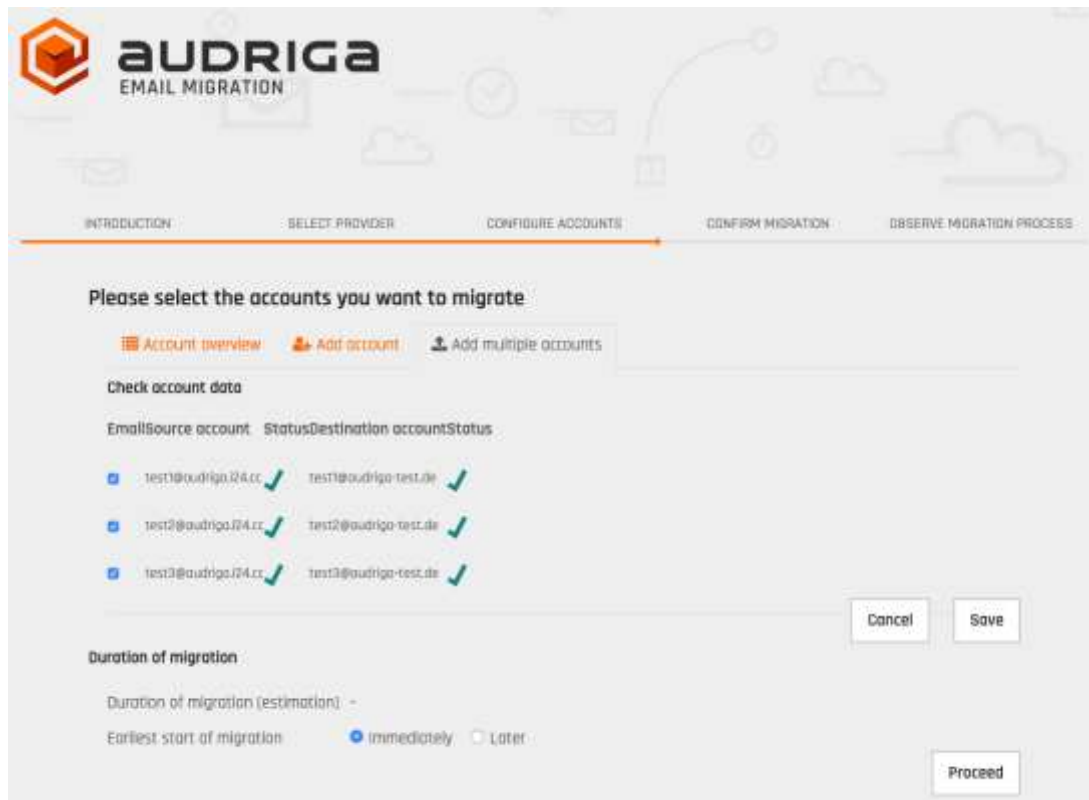 audriga
EMAIL MIGRATION
INTRODUCTION SELECT PROVIDER CONFIGURE ACCOUNTS CONFIRM MIGRATION OBSERVE MIGRATION PROCESS
Please select the accounts you want to migrate
Account overview Add account Add multiple accounts
Check account data
EmailSource account StatusDestination accountStatus
test1@audriga.i24.cc test1@audriga-test.de
test2@audriga.i24.cc test2@audriga-test.de
test3@audriga.i24.cc test3@audriga-test.de
Cancel Save
Duration of migration
Duration of migration (estimation) -
Earliest start of migration Immediately Later
Proceed